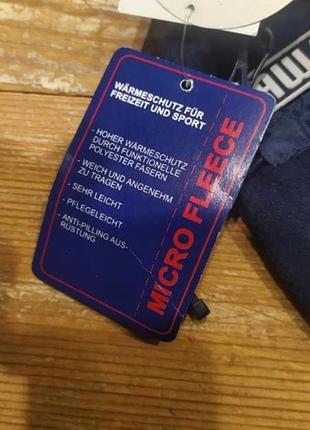 WÄRMESCHUTZ FÜR
FREIZEIT UND SPORT
- HOHER WÄRMESCHUTZ
DURCH FUNKTIONELLE
POLYESTER FASERN
- WEICH UND ANGENEHM
ZU TRAGEN
- SEHR LEICHT
- PFLEGELEICHT
- ANTI-PILLING AUS-
RÜSTUNG
MICRO FLEECE